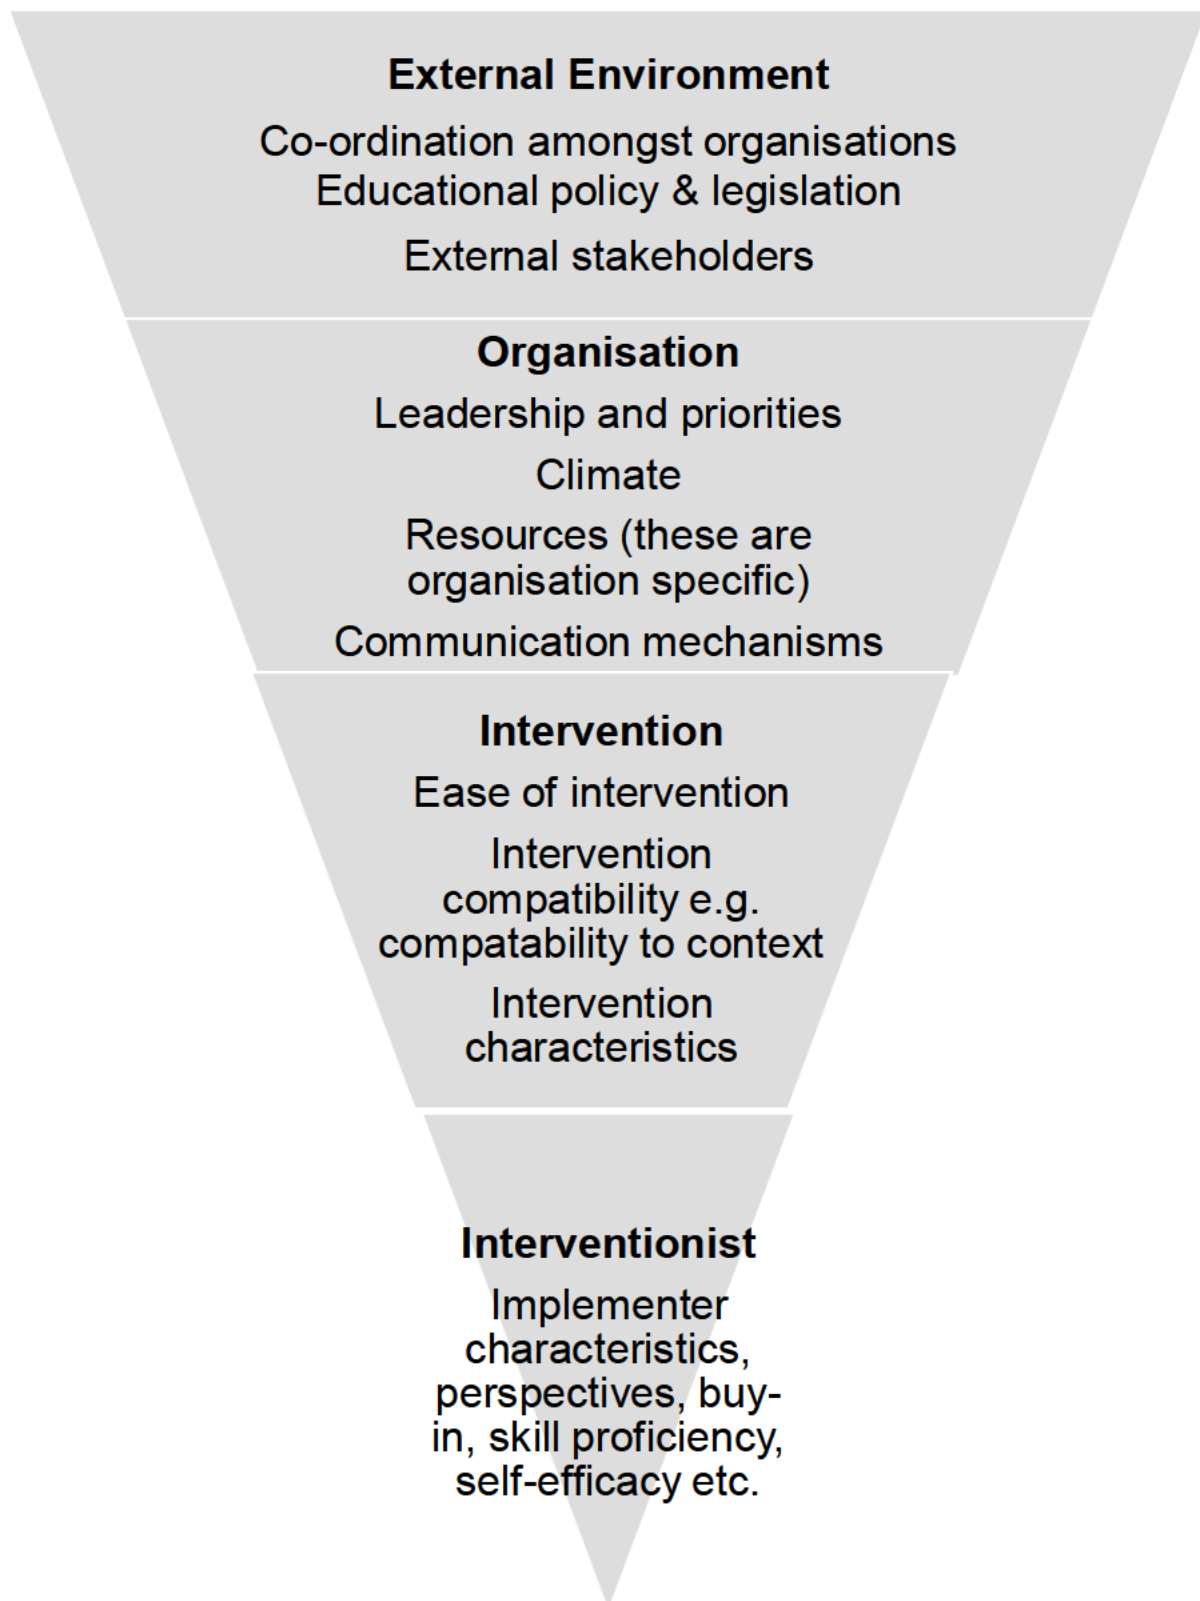 External Environment
Co-ordination amongst organisations
Educational policy & legislation
External stakeholders
Organisation
Leadership and priorities
Climate
Resources (these are
organisation specific)
Communication mechanisms
Intervention
Ease of intervention
Intervention
compatibility e.g.
compatability to context
Intervention
characteristics
Interventionist
Implementer
characteristics,
perspectives, buy-
in, skill proficiency,
self-efficacy etc.